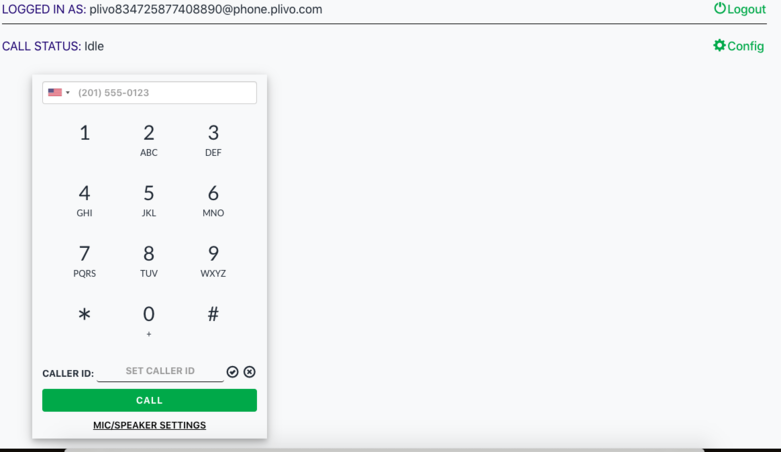 LOGGED IN AS: plivo834725877408890@phone.plivo.com
Logout
CALL STATUS: Idle
Config
(201) 555-0123
1 2 3
ABC DEF
4 5 6
GHI JKL MNO
7 8 9
PQRS TUV WXYZ
* 0 #
+
CALLER ID: SET CALLER ID
CALL
MIC/SPEAKER SETTINGS